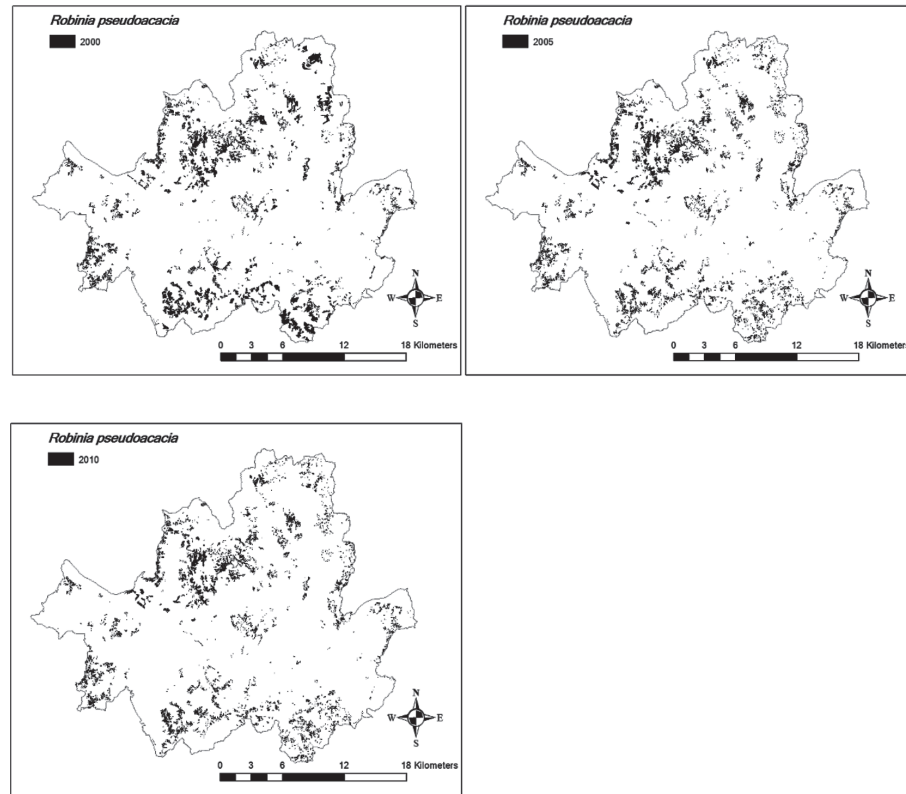 Robinia pseudoacacia
2000
N
W E
S
0 3 6 12 18 Kilometers
Robinia pseudoacacia
2005
N
W E
S
0 3 6 12 18 Kilometers
Robinia pseudoacacia
2010
N
W E
S
0 3 6 12 18 Kilometers